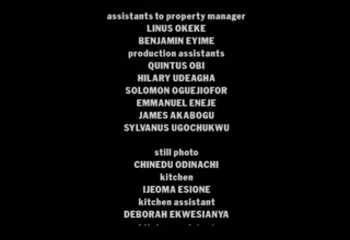 assistants to property manager
LINUS OKEKE
BENJAMIN EYIME
production assistants
QUINTUS OBI
HILARY UDEAGHA
SOLOMON OGUEJIOFOR
EMMANUEL ENEJE
JAMES AKABOGU
SYLVANUS UGOCHUKWU
still photo
CHINEDU ODINACHI
kitchen
IJEOMA ESIONE
kitchen assistant
DEBORAH EKWESIANYA